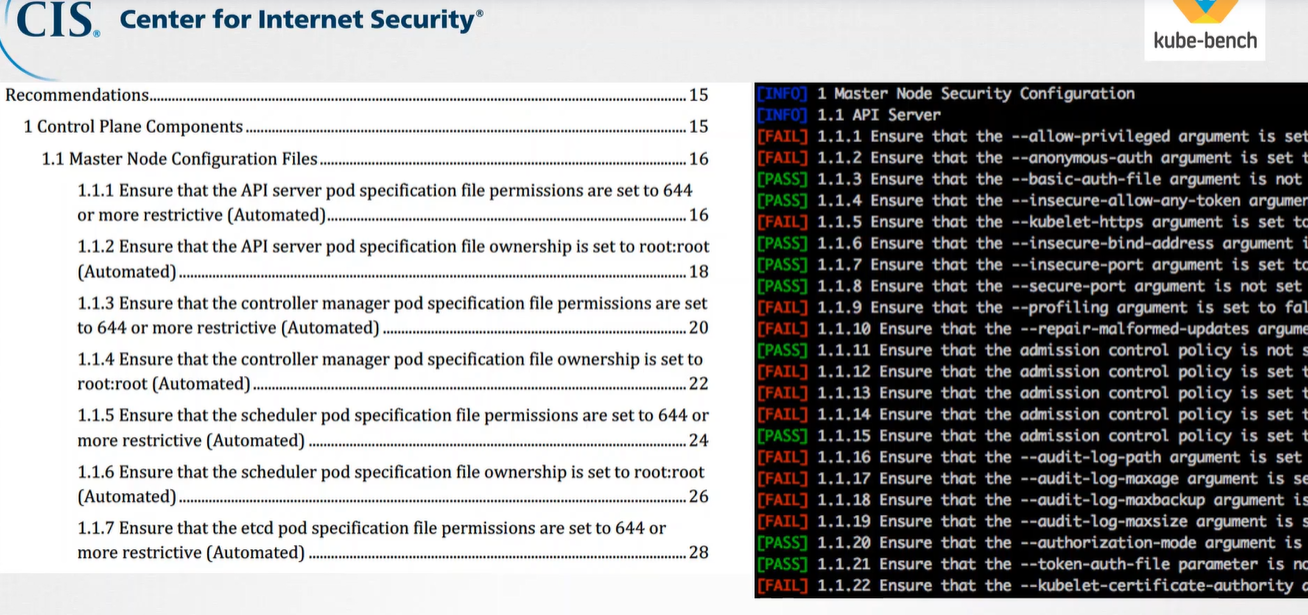 CIS® Center for Internet Security®
kube-bench
Recommendations 15
1 Control Plane Components 15
1.1 Master Node Configuration Files 16
1.1.1 Ensure that the API server pod specification file permissions are set to 644
or more restrictive (Automated) 16
1.1.2 Ensure that the API server pod specification file ownership is set to root:root
(Automated) 18
1.1.3 Ensure that the controller manager pod specification file permissions are set
to 644 or more restrictive (Automated) 20
1.1.4 Ensure that the controller manager pod specification file ownership is set to
root:root (Automated) 22
1.1.5 Ensure that the scheduler pod specification file permissions are set to 644 or
more restrictive (Automated) 24
1.1.6 Ensure that the scheduler pod specification file ownership is set to root:root
(Automated) 26
1.1.7 Ensure that the etcd pod specification file permissions are set to 644 or
more restrictive (Automated) 28
[INFO] 1 Master Node Security Configuration
[INFO] 1.1 API Server
[FAIL] 1.1.1 Ensure that the --allow-privileged argument is set
[FAIL] 1.1.2 Ensure that the --anonymous-auth argument is set t
[PASS] 1.1.3 Ensure that the --basic-auth-file argument is not
[PASS] 1.1.4 Ensure that the --insecure-allow-any-token argumen
[FAIL] 1.1.5 Ensure that the --kubelet-https argument is set to
[PASS] 1.1.6 Ensure that the --insecure-bind-address argument i
[PASS] 1.1.7 Ensure that the --insecure-port argument is set to
[PASS] 1.1.8 Ensure that the --secure-port argument is not set
[FAIL] 1.1.9 Ensure that the --profiling argument is set to fal
[FAIL] 1.1.10 Ensure that the --repair-malformed-updates argume
[PASS] 1.1.11 Ensure that the admission control policy is not s
[FAIL] 1.1.12 Ensure that the admission control policy is set t
[FAIL] 1.1.13 Ensure that the admission control policy is set t
[FAIL] 1.1.14 Ensure that the admission control policy is set t
[PASS] 1.1.15 Ensure that the admission control policy is set t
[FAIL] 1.1.16 Ensure that the --audit-log-path argument is set
[FAIL] 1.1.17 Ensure that the --audit-log-maxage argument is se
[FAIL] 1.1.18 Ensure that the --audit-log-maxbackup argument is
[FAIL] 1.1.19 Ensure that the --audit-log-maxsize argument is s
[PASS] 1.1.20 Ensure that the --authorization-mode argument is
[PASS] 1.1.21 Ensure that the --token-auth-file parameter is no
[FAIL] 1.1.22 Ensure that the --kubelet-certificate-authority a